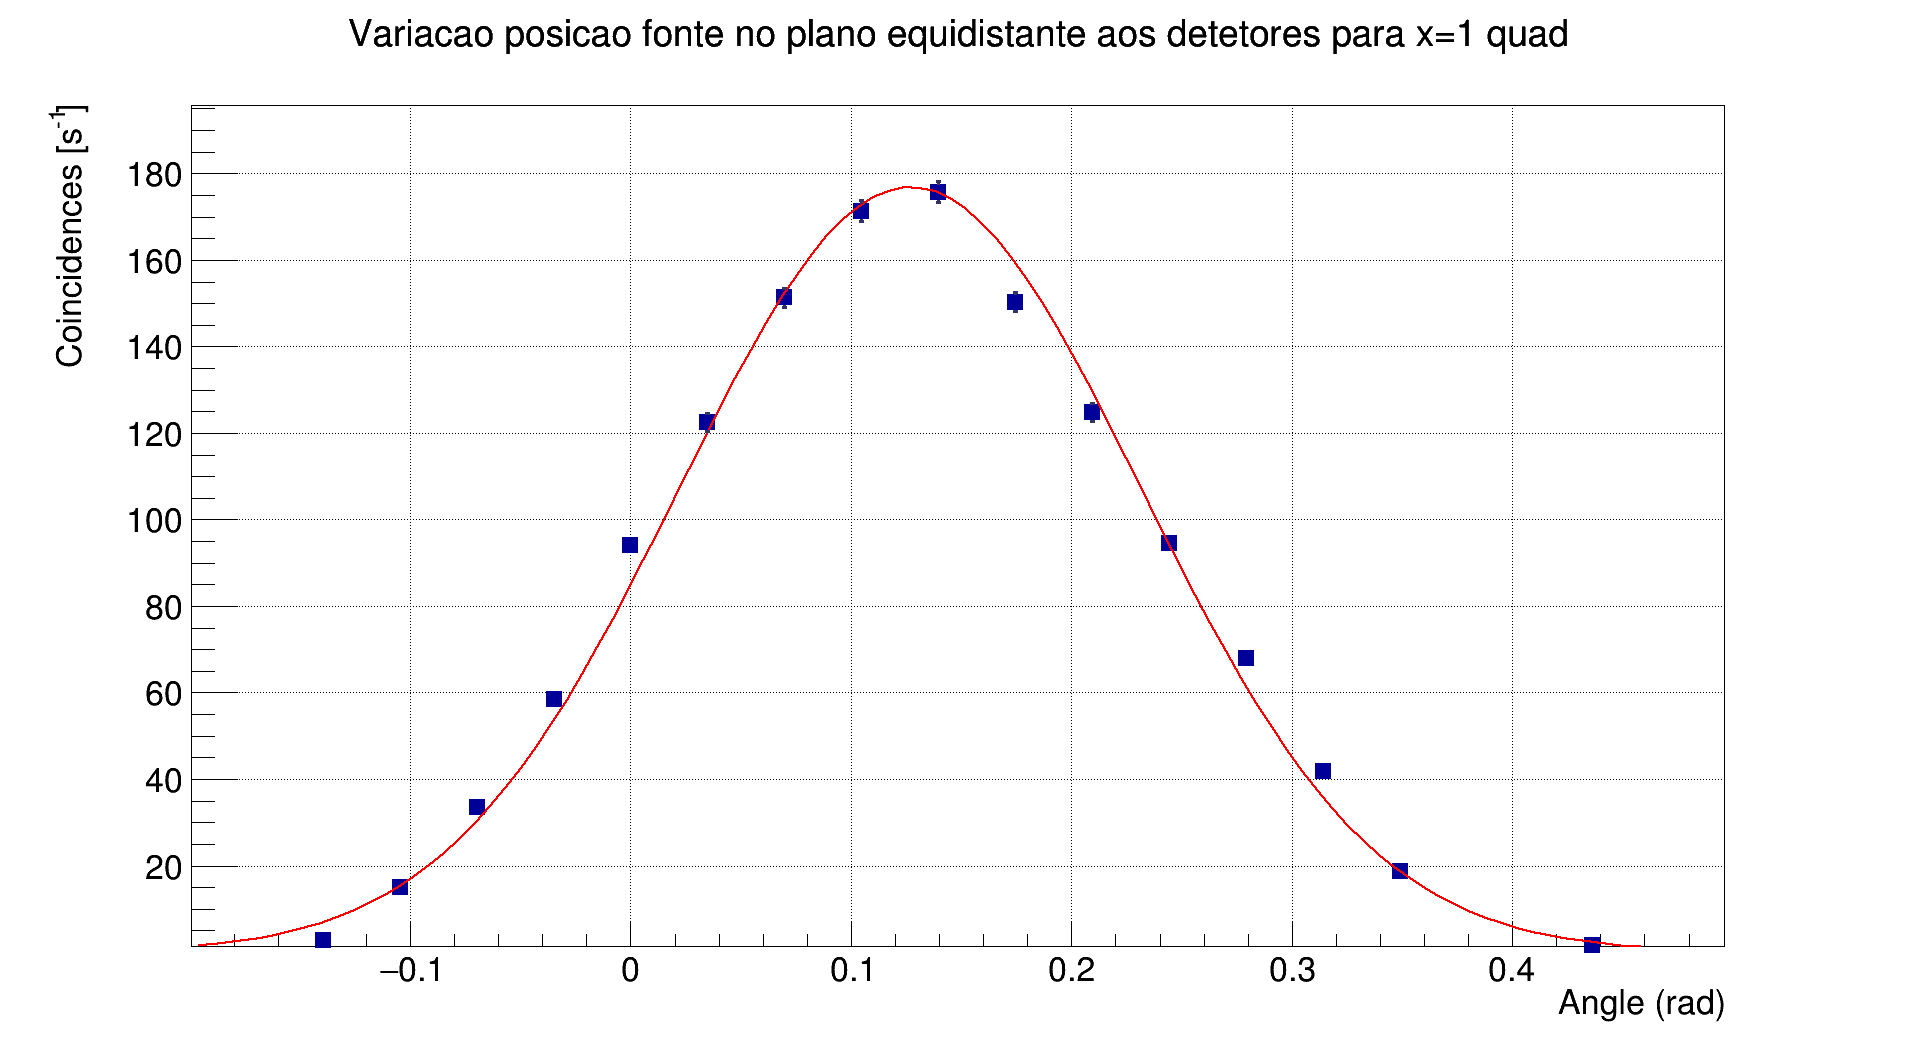 Variacao posicao fonte no plano equidistante aos detetores para x=1 quad
Coincidences [s⁻¹]
180
160
140
120
100
80
60
40
20
−0.1 0 0.1 0.2 0.3 0.4
Angle (rad)